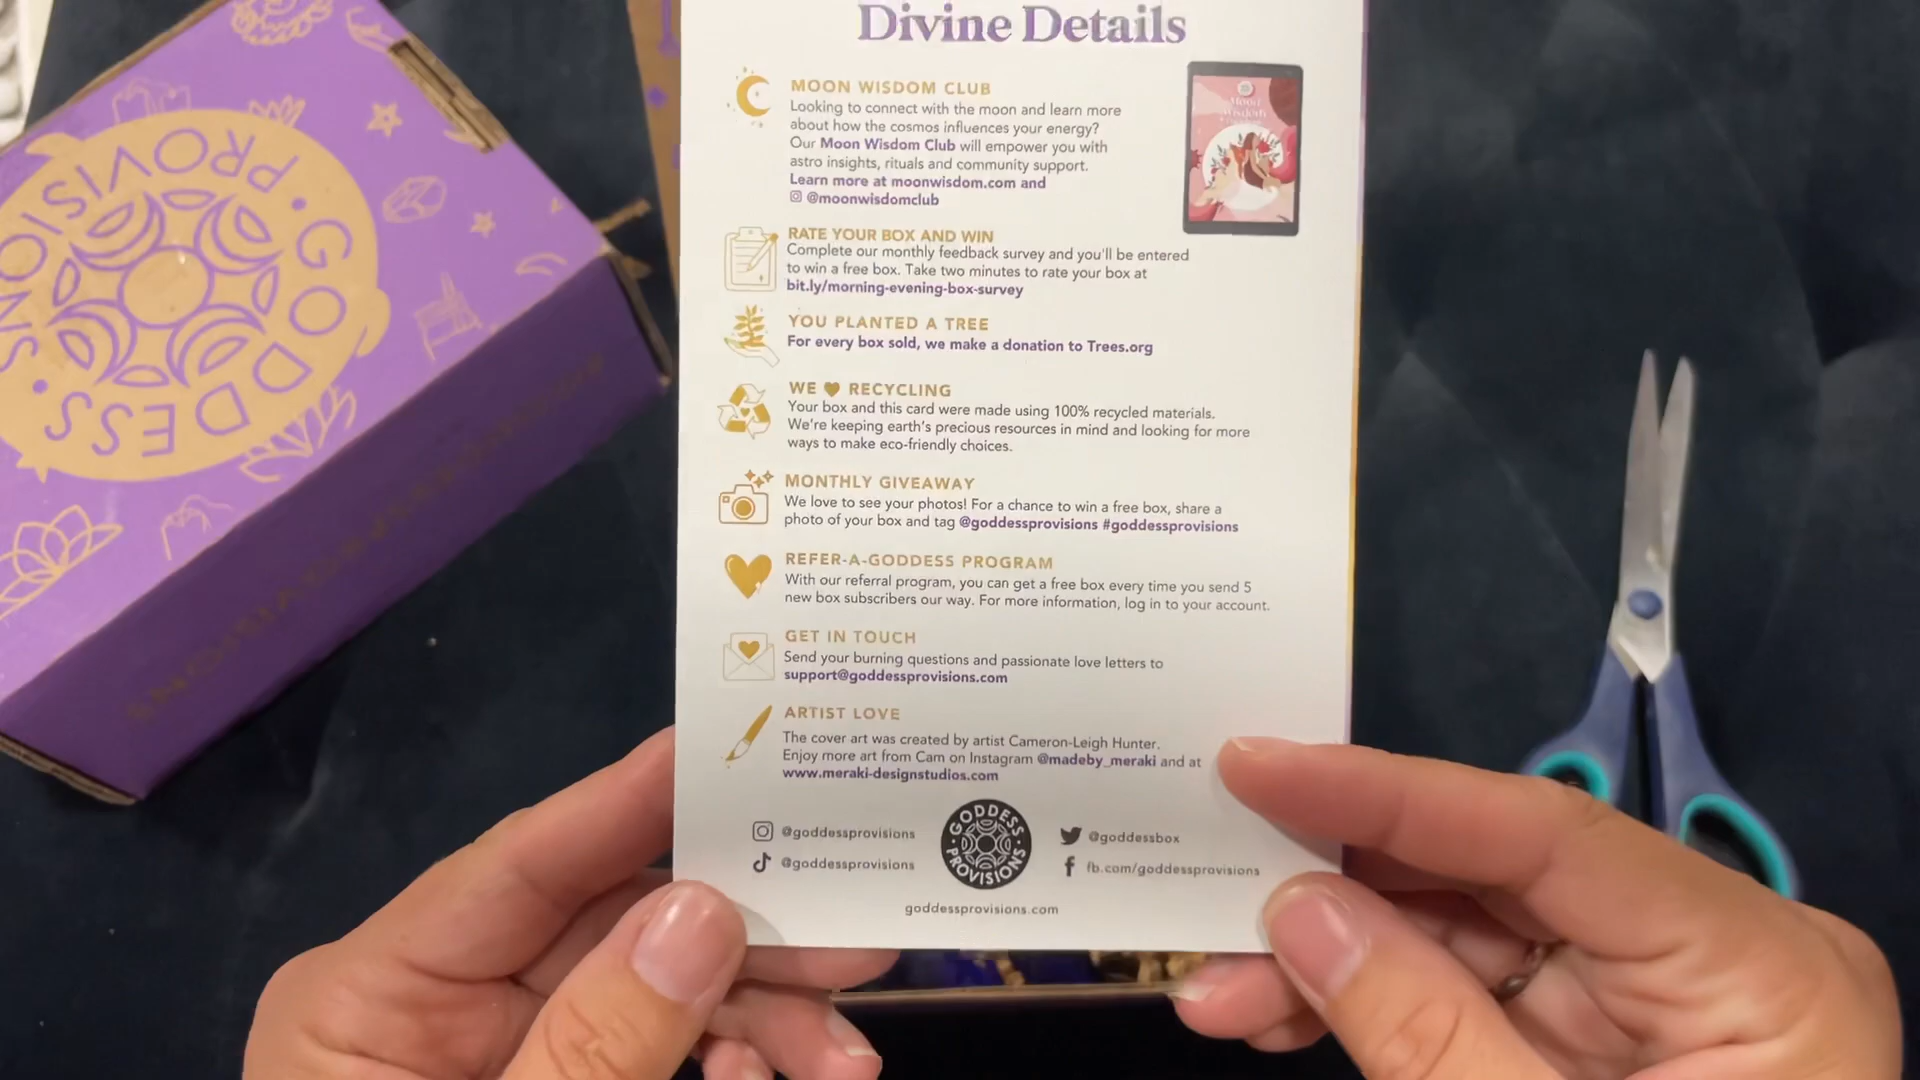 Divine Details
MOON WISDOM CLUB
Looking to connect with the moon and learn more
about how the cosmos influences your energy?
Our Moon Wisdom Club will empower you with
astro insights, rituals and community support.
Learn more at moonwisdom.com and
@moonwisdomclub
Moon
Wisdom
RATE YOUR BOX AND WIN
Complete our monthly feedback survey and you'll be entered
to win a free box. Take two minutes to rate your box at
bit.ly/morning-evening-box-survey
YOU PLANTED A TREE
For every box sold, we make a donation to Trees.org
WE ♥ RECYCLING
Your box and this card were made using 100% recycled materials.
We're keeping earth's precious resources in mind and looking for more
ways to make eco-friendly choices.
MONTHLY GIVEAWAY
We love to see your photos! For a chance to win a free box, share a
photo of your box and tag @goddessprovisions #goddessprovisions
REFER-A-GODDESS PROGRAM
With our referral program, you can get a free box every time you send 5
new box subscribers our way. For more information, log in to your account.
GET IN TOUCH
Send your burning questions and passionate love letters to
support@goddessprovisions.com
ARTIST LOVE
The cover art was created by artist Cameron-Leigh Hunter.
Enjoy more art from Cam on Instagram @madeby_meraki and at
www.meraki-designstudios.com
@goddessprovisions
@goddessprovisions
GODDESS PROVISIONS
@goddessbox
fb.com/goddessprovisions
goddessprovisions.com
GODDESS PROVISIONS